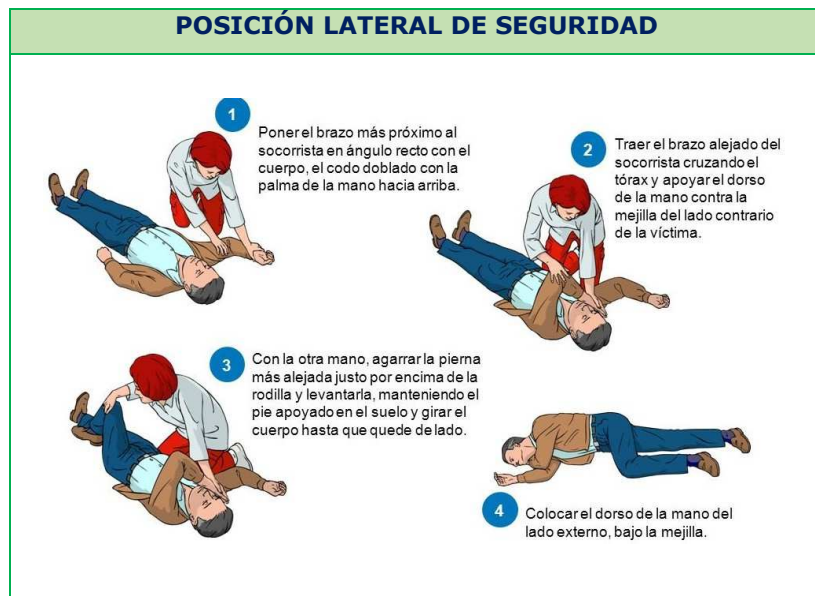 POSICIÓN LATERAL DE SEGURIDAD
1
Poner el brazo más próximo al
socorrista en ángulo recto con el
cuerpo, el codo doblado con la
palma de la mano hacia arriba.
2
Traer el brazo alejado del
socorrista cruzando el
tórax y apoyar el dorso
de la mano contra la
mejilla del lado contrario
de la víctima.
3
Con la otra mano, agarrar la pierna
más alejada justo por encima de la
rodilla y levantarla, manteniendo el
pie apoyado en el suelo y girar el
cuerpo hasta que quede de lado.
4
Colocar el dorso de la mano del
lado externo, bajo la mejilla.